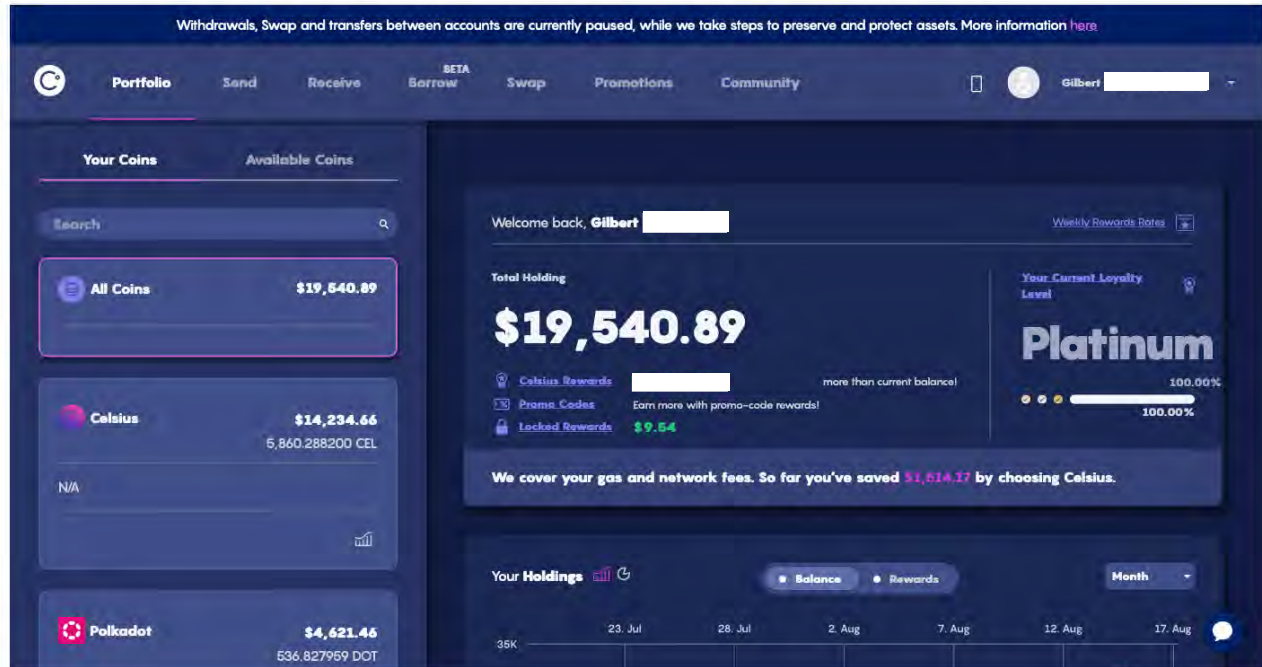 Withdrawals, Swap and transfers between accounts are currently paused, while we take steps to preserve and protect assets. More information here
Portfolio Send Receive Borrow BETA Swap Promotions Community Gilbert
Your Coins Available Coins
Search
All Coins $19,540.89
Celsius $14,234.66
5,860.288200 CEL
N/A
Polkadot $4,621.46
536.827959 DOT
Welcome back, Gilbert
Weekly Rewards Rates
Total Holding
$19,540.89
Celsius Rewards more than current balance!
Promo Codes Earn more with promo-code rewards!
Locked Rewards $9.54
Your Current Loyalty
Level
Platinum
100.00%
100.00%
We cover your gas and network fees. So far you've saved $1,614.17 by choosing Celsius.
Your Holdings Balance Rewards Month
23. Jul 28. Jul 2. Aug 7. Aug 12. Aug 17. Aug
35K